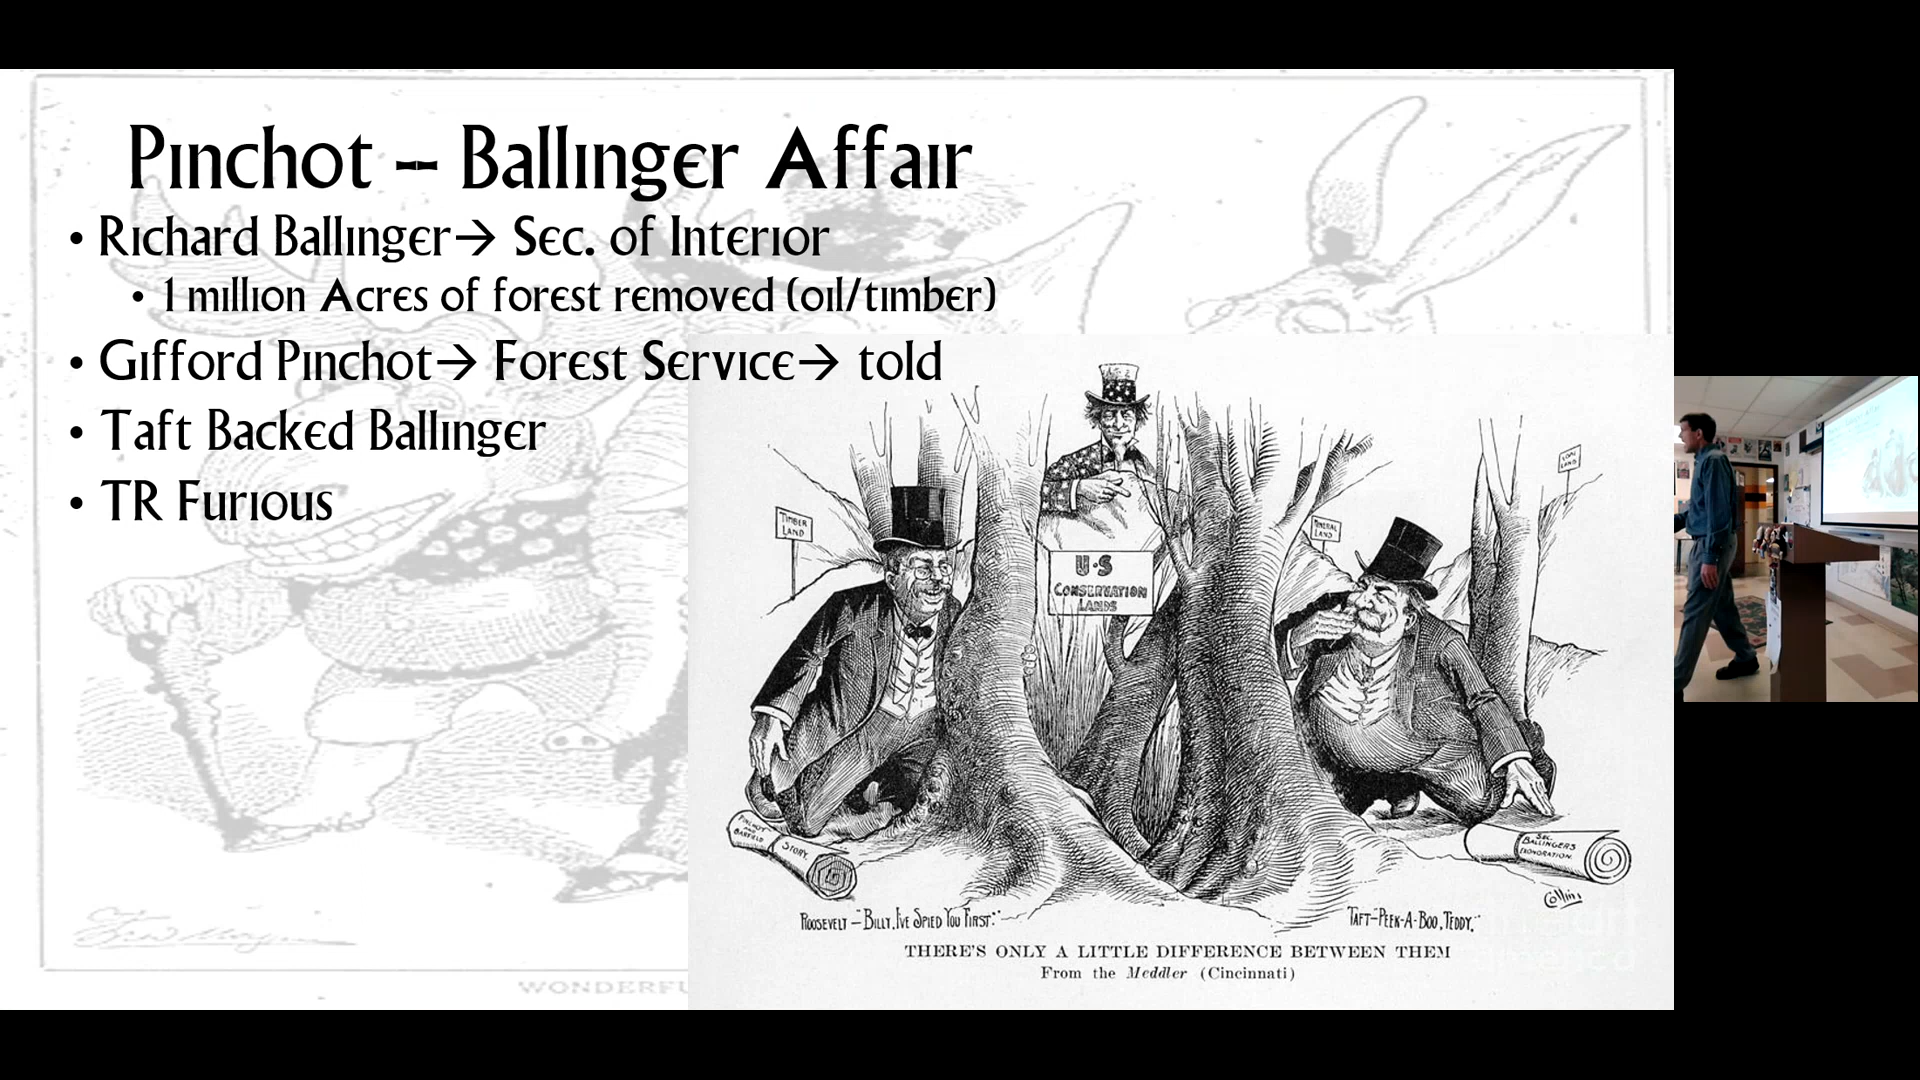 Pinchot – Ballinger Affair
• Richard Ballinger→ Sec. of Interior
• 1 million Acres of forest removed (oil/timber)
• Gifford Pinchot→ Forest Service→ told
• Taft Backed Ballinger
• TR Furious
TIMBER
LAND
MINERAL
LAND
COAL
LAND
U·S
CONSERVATION
LANDS
PINCHOT
STORY
SEC.
BALLINGERS
EXONORATION.
Collins
ROOSEVELT – "BILLY, I'VE SPIED YOU FIRST."
TAFT – "PEEK-A-BOO, TEDDY."
THERE'S ONLY A LITTLE DIFFERENCE BETWEEN THEM
From the Meddler (Cincinnati)
WONDERFU